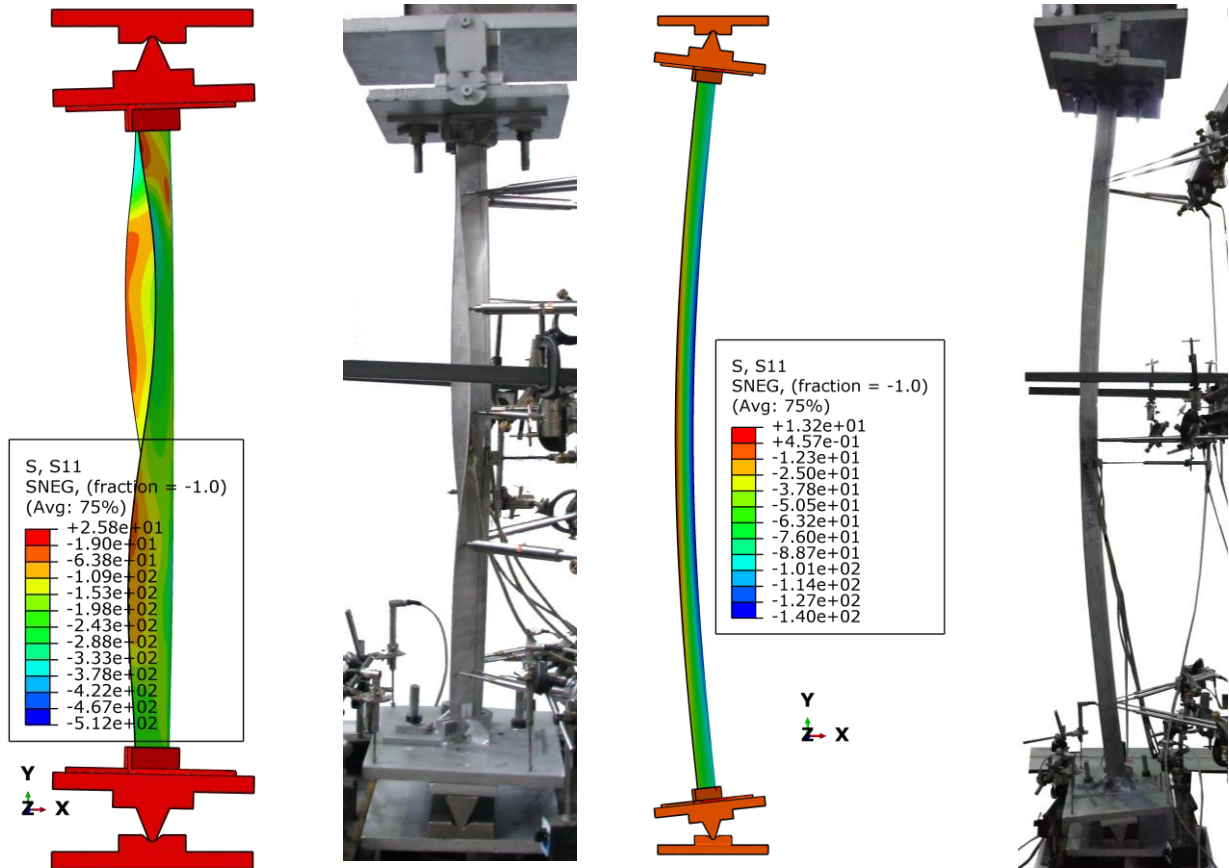 S, S11
SNEG, (fraction = -1.0)
(Avg: 75%)
+2.58e+01
-1.90e+01
-6.38e+01
-1.09e+02
-1.53e+02
-1.98e+02
-2.43e+02
-2.88e+02
-3.33e+02
-3.78e+02
-4.22e+02
-4.67e+02
-5.12e+02
Y
Z X
S, S11
SNEG, (fraction = -1.0)
(Avg: 75%)
+1.32e+01
+4.57e-01
-1.23e+01
-2.50e+01
-3.78e+01
-5.05e+01
-6.32e+01
-7.60e+01
-8.87e+01
-1.01e+02
-1.14e+02
-1.27e+02
-1.40e+02
Y
Z X